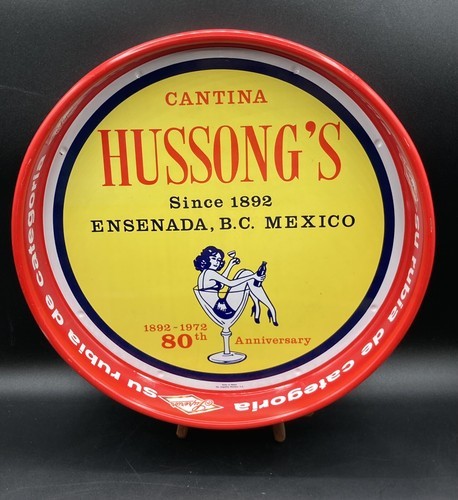 CANTINA
HUSSONG'S
Since 1892
ENSENADA, B.C. MEXICO
1892-1972
80th Anniversary
su rubia de categoria
su rubia de categoria